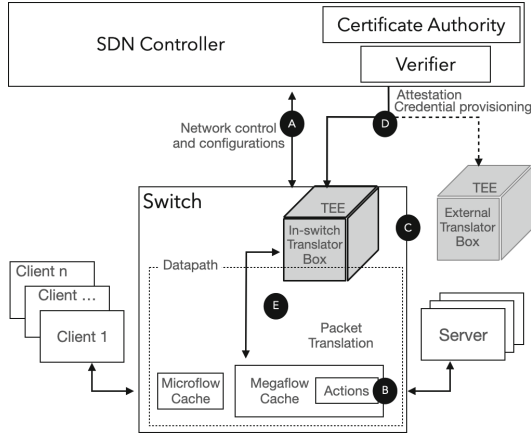 Certificate Authority
SDN Controller
Verifier
Attestation
Credential provisioning
A
D
Network control
and configurations
TEE
Switch
TEE
In-switch
Translator
Box
C
External
Translator
Box
Datapath
Client n
Client ...
Client 1
E
Packet
Translation
Server
Microflow
Cache
Megaflow
Cache
Actions
B